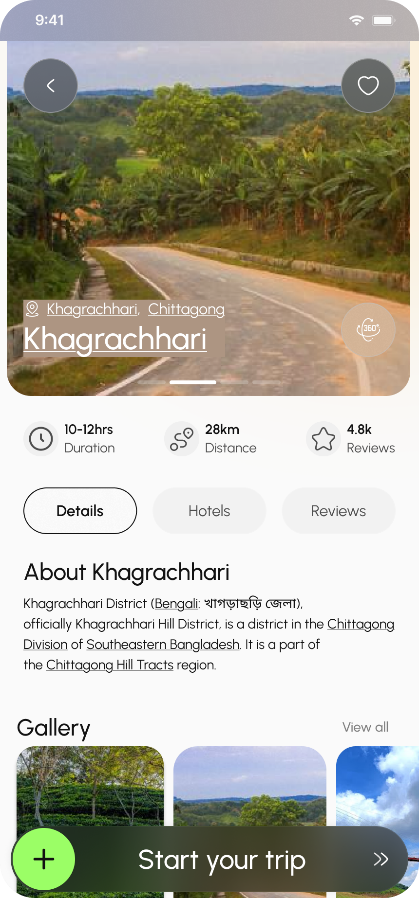 9:41
Khagrachhari, Chittagong
Khagrachhari
360°
10-12hrs
Duration
28km
Distance
4.8k
Reviews
Details
Hotels
Reviews
About Khagrachhari
Khagrachhari District (Bengali: খাগড়াছড়ি জেলা),
officially Khagrachhari Hill District, is a district in the Chittagong
Division of Southeastern Bangladesh. It is a part of
the Chittagong Hill Tracts region.
Gallery
View all
Start your trip